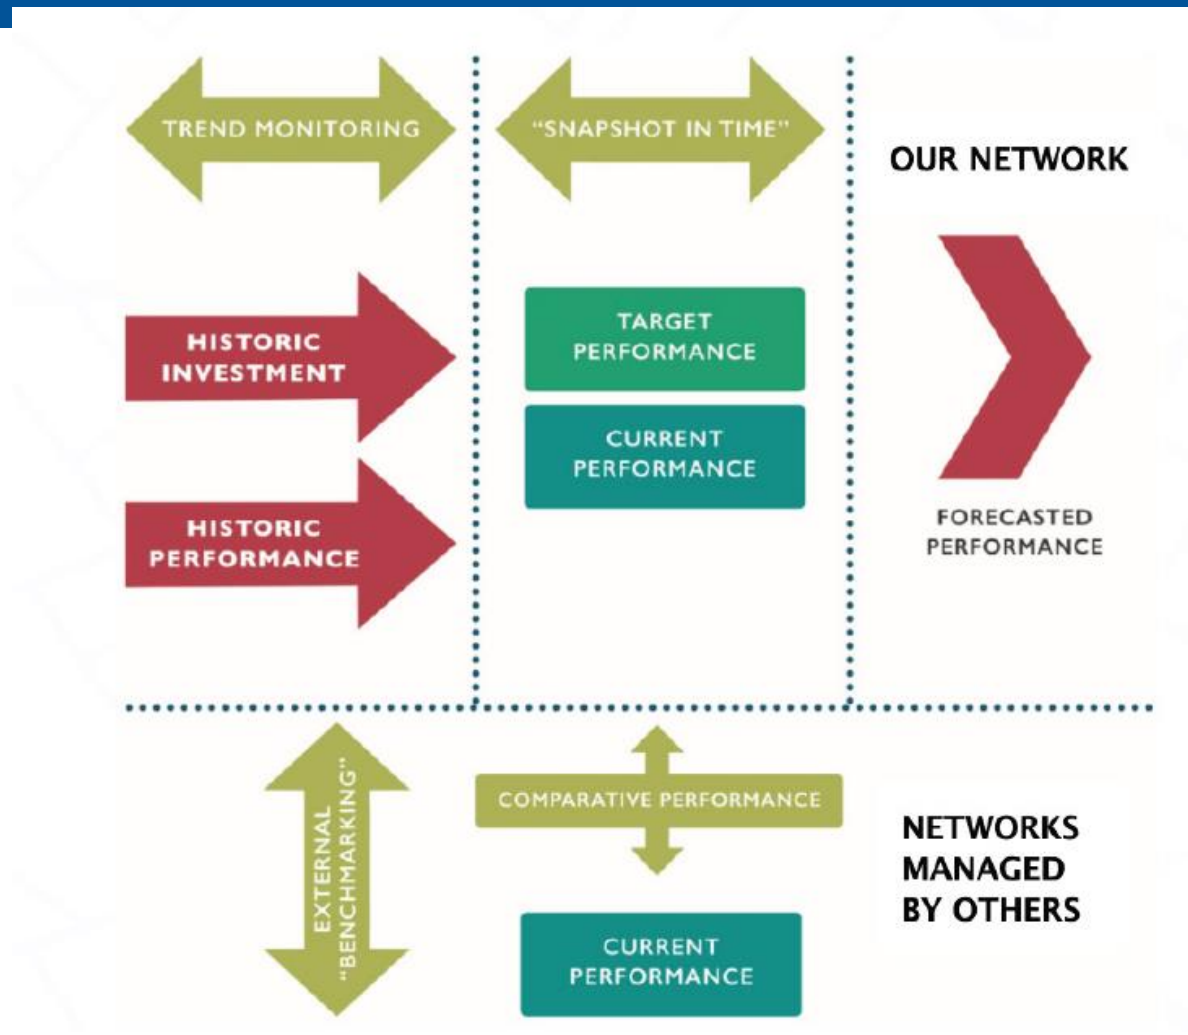 TREND MONITORING
“SNAPSHOT IN TIME”
OUR NETWORK
HISTORIC
INVESTMENT
TARGET
PERFORMANCE
CURRENT
PERFORMANCE
HISTORIC
PERFORMANCE
FORECASTED
PERFORMANCE
EXTERNAL
“BENCHMARKING”
COMPARATIVE PERFORMANCE
NETWORKS
MANAGED
BY OTHERS
CURRENT
PERFORMANCE